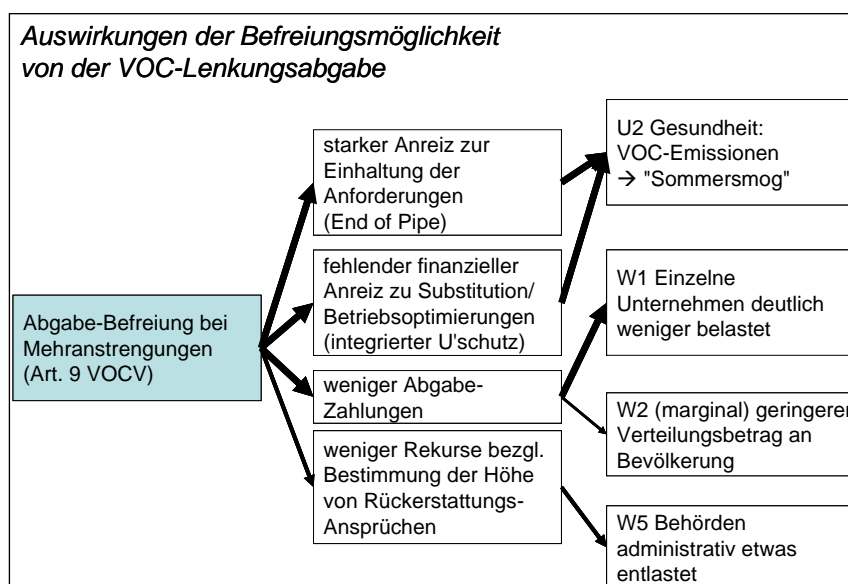 Auswirkungen der Befreiungsmöglichkeit
von der VOC-Lenkungsabgabe
Abgabe-Befreiung bei
Mehranstrengungen
(Art. 9 VOCV)
starker Anreiz zur
Einhaltung der
Anforderungen
(End of Pipe)
fehlender finanzieller
Anreiz zu Substitution/
Betriebsoptimierungen
(integrierter U'schutz)
weniger Abgabe-
Zahlungen
weniger Rekurse bezgl.
Bestimmung der Höhe
von Rückerstattungs-
Ansprüchen
U2 Gesundheit:
VOC-Emissionen
→ "Sommersmog"
W1 Einzelne
Unternehmen deutlich
weniger belastet
W2 (marginal) geringerer
Verteilungsbetrag an
Bevölkerung
W5 Behörden
administrativ etwas
entlastet